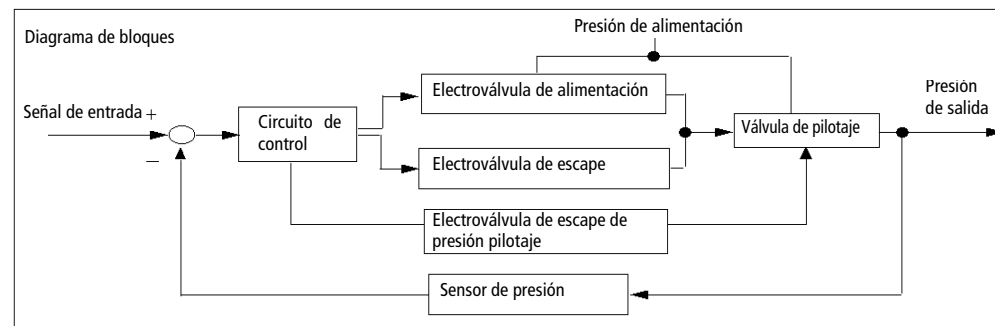 Diagrama de bloques
Presión de alimentación
Señal de entrada +
−
Circuito de
control
Electroválvula de alimentación
Electroválvula de escape
Electroválvula de escape de
presión pilotaje
Sensor de presión
Válvula de pilotaje
Presión
de salida